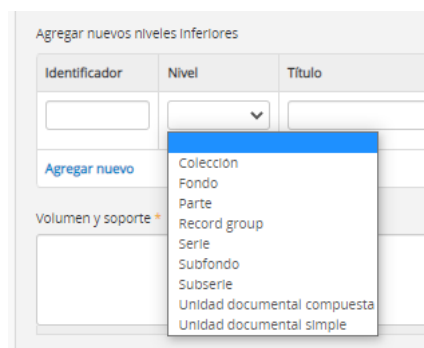 Agregar nuevos niveles inferiores
Identificador Nivel Título
Agregar nuevo
Colección
Fondo
Parte
Record group
Serie
Subfondo
Subserie
Unidad documental compuesta
Unidad documental simple
Volumen y soporte *